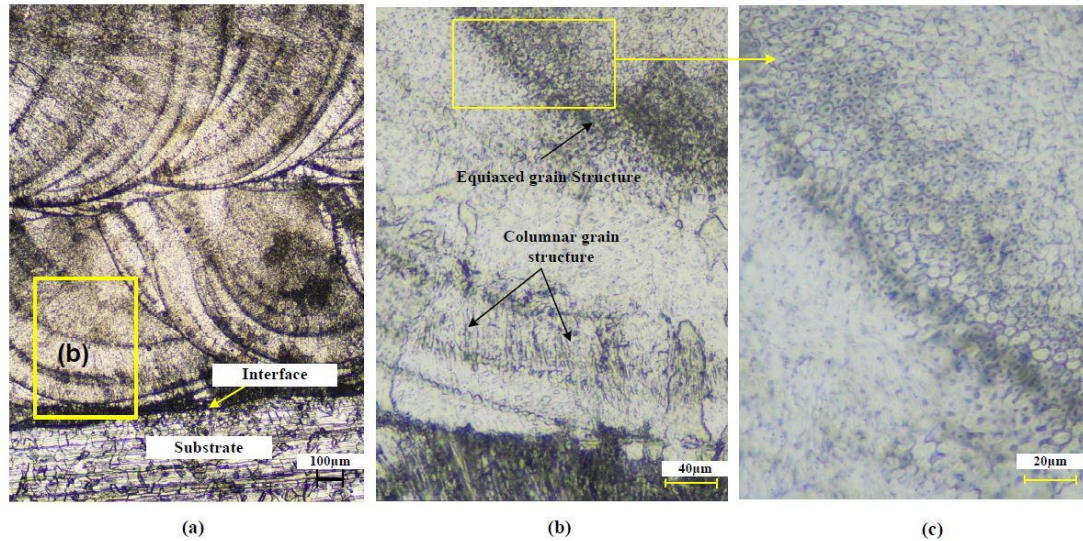 (b)
Interface
Substrate
100μm
Equiaxed grain Structure
Columnar grain
structure
40μm
20μm
(a)
(b)
(c)